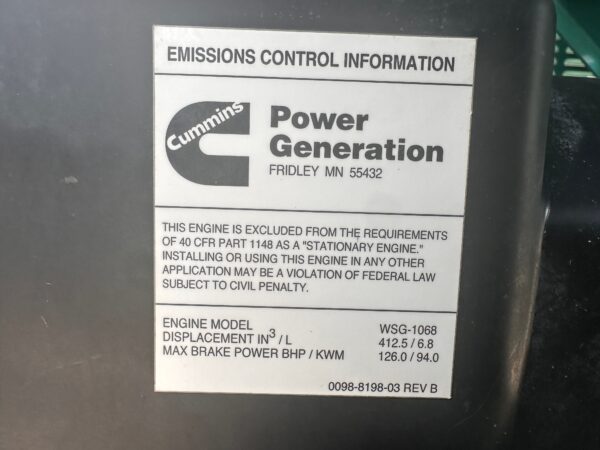 EMISSIONS CONTROL INFORMATION
Cummins
Power
Generation
FRIDLEY MN 55432
THIS ENGINE IS EXCLUDED FROM THE REQUIREMENTS
OF 40 CFR PART 1148 AS A "STATIONARY ENGINE."
INSTALLING OR USING THIS ENGINE IN ANY OTHER
APPLICATION MAY BE A VIOLATION OF FEDERAL LAW
SUBJECT TO CIVIL PENALTY.
ENGINE MODEL WSG-1068
DISPLACEMENT IN³ / L 412.5 / 6.8
MAX BRAKE POWER BHP / KWM 126.0 / 94.0
0098-8198-03 REV B